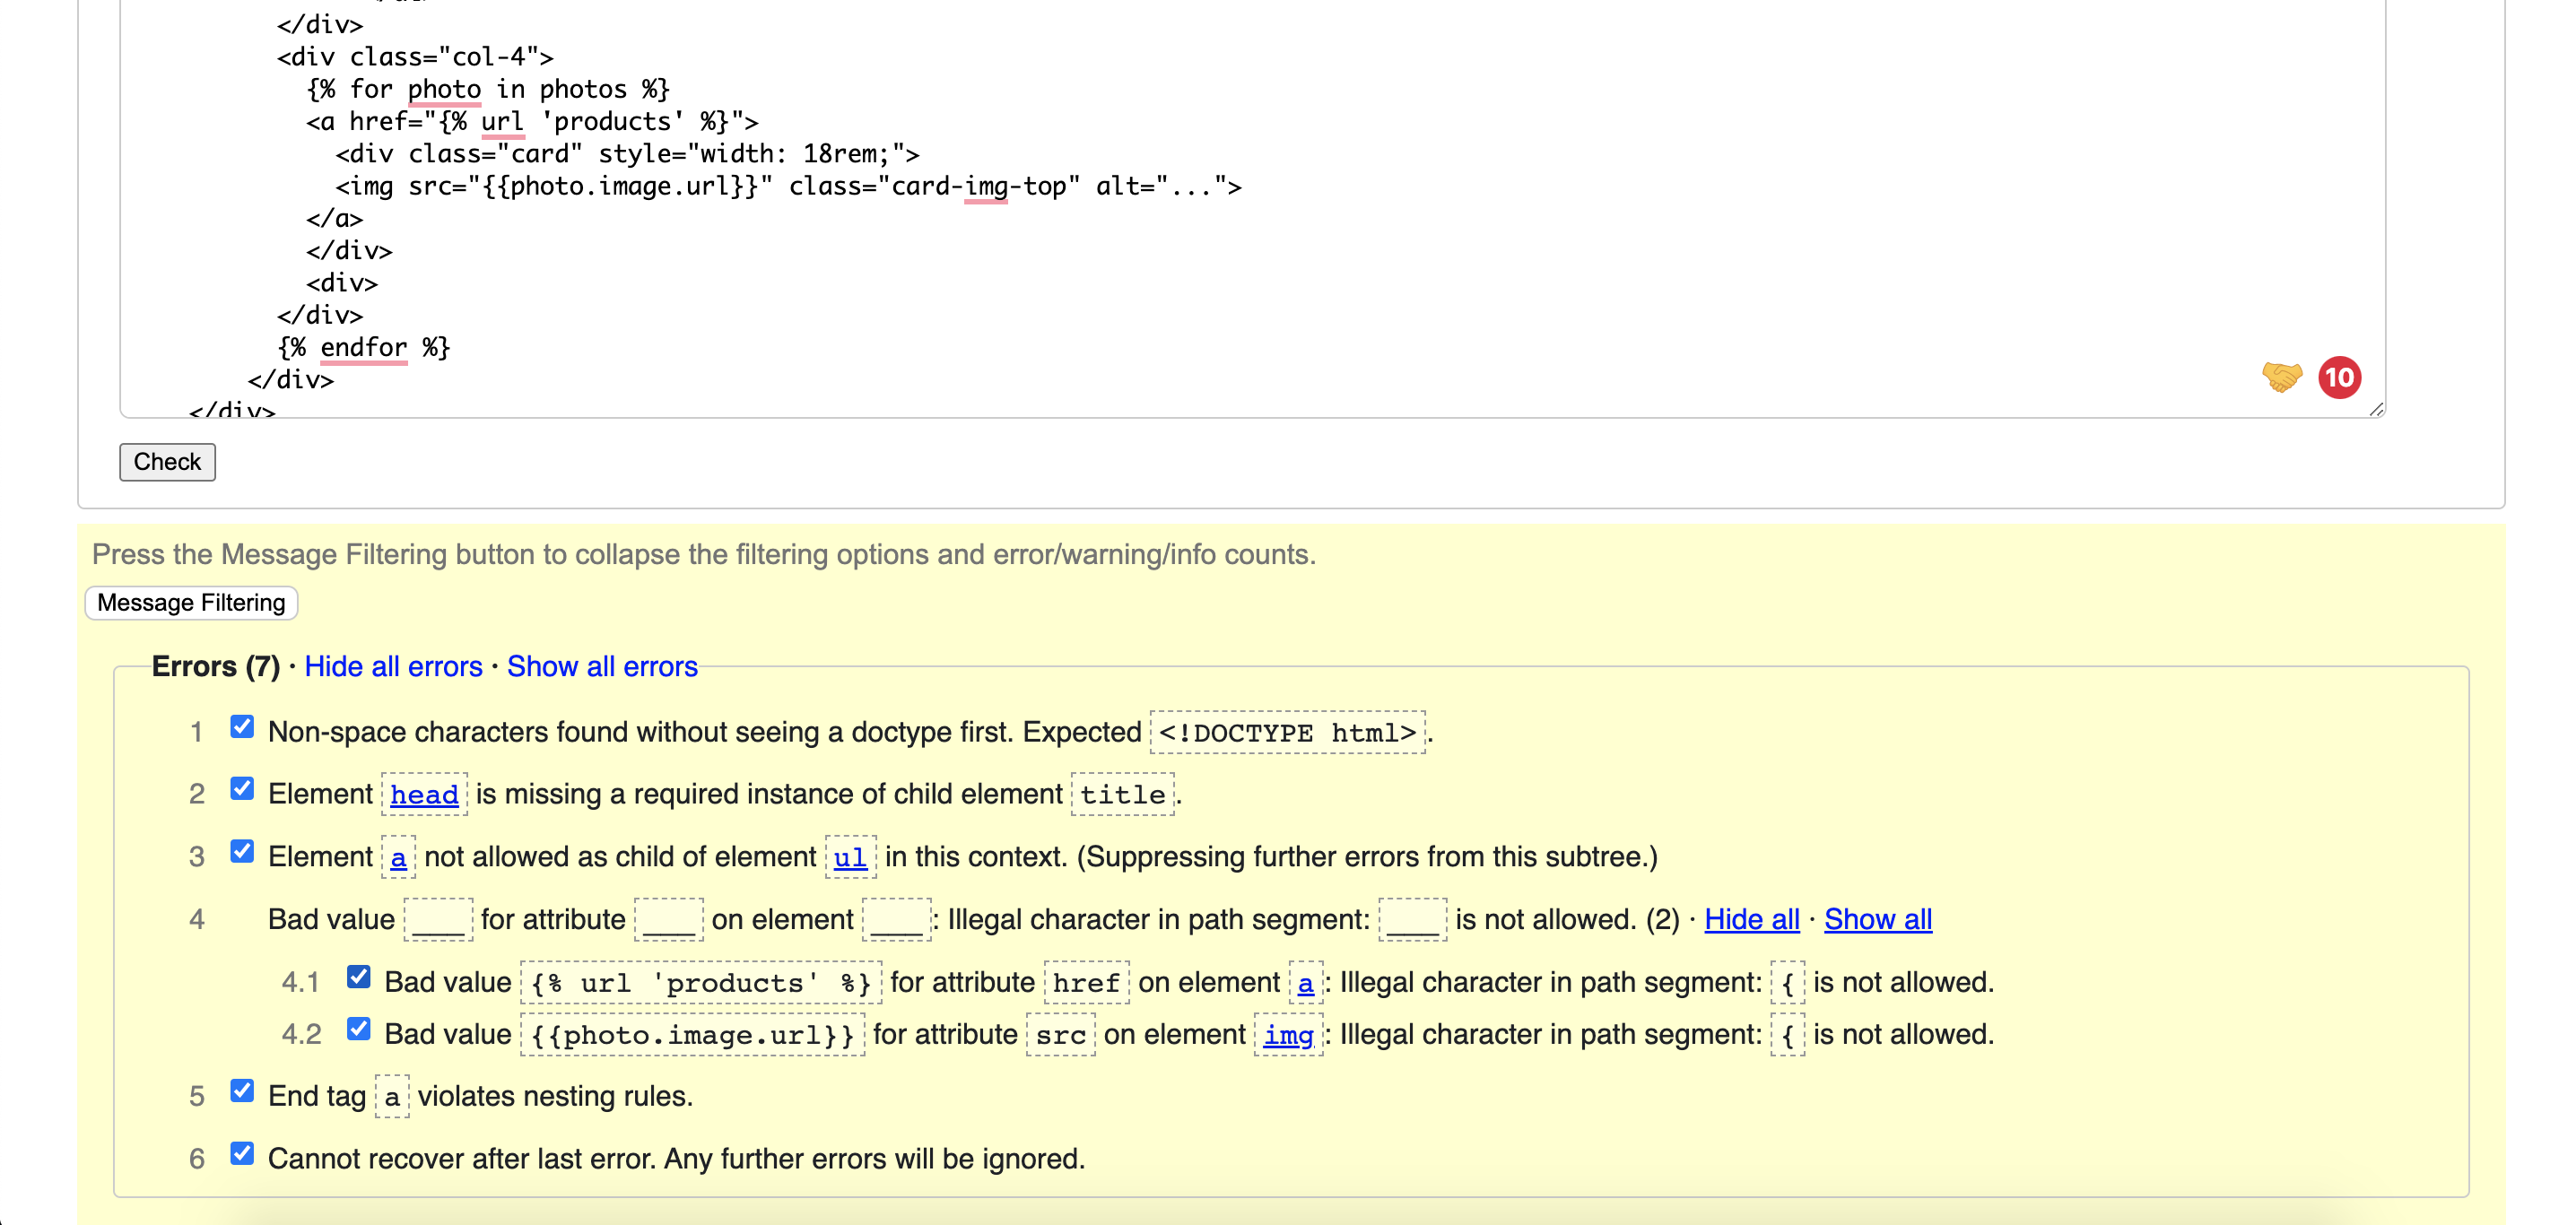 </div>
<div class="col-4">
{% for photo in photos %}
<a href="{% url 'products' %}">
<div class="card" style="width: 18rem;">
<img src="{{photo.image.url}}" class="card-img-top" alt="...">
</a>
</div>
<div>
</div>
{% endfor %}
</div>
</div>
10
Check
Press the Message Filtering button to collapse the filtering options and error/warning/info counts.
Message Filtering
Errors (7) · Hide all errors · Show all errors
1 Non-space characters found without seeing a doctype first. Expected <!DOCTYPE html>.
2 Element head is missing a required instance of child element title.
3 Element a not allowed as child of element ul in this context. (Suppressing further errors from this subtree.)
4 Bad value ___ for attribute ___ on element ___: Illegal character in path segment: ___ is not allowed. (2) · Hide all · Show all
4.1 Bad value {% url 'products' %} for attribute href on element a: Illegal character in path segment: { is not allowed.
4.2 Bad value {{photo.image.url}} for attribute src on element img: Illegal character in path segment: { is not allowed.
5 End tag a violates nesting rules.
6 Cannot recover after last error. Any further errors will be ignored.